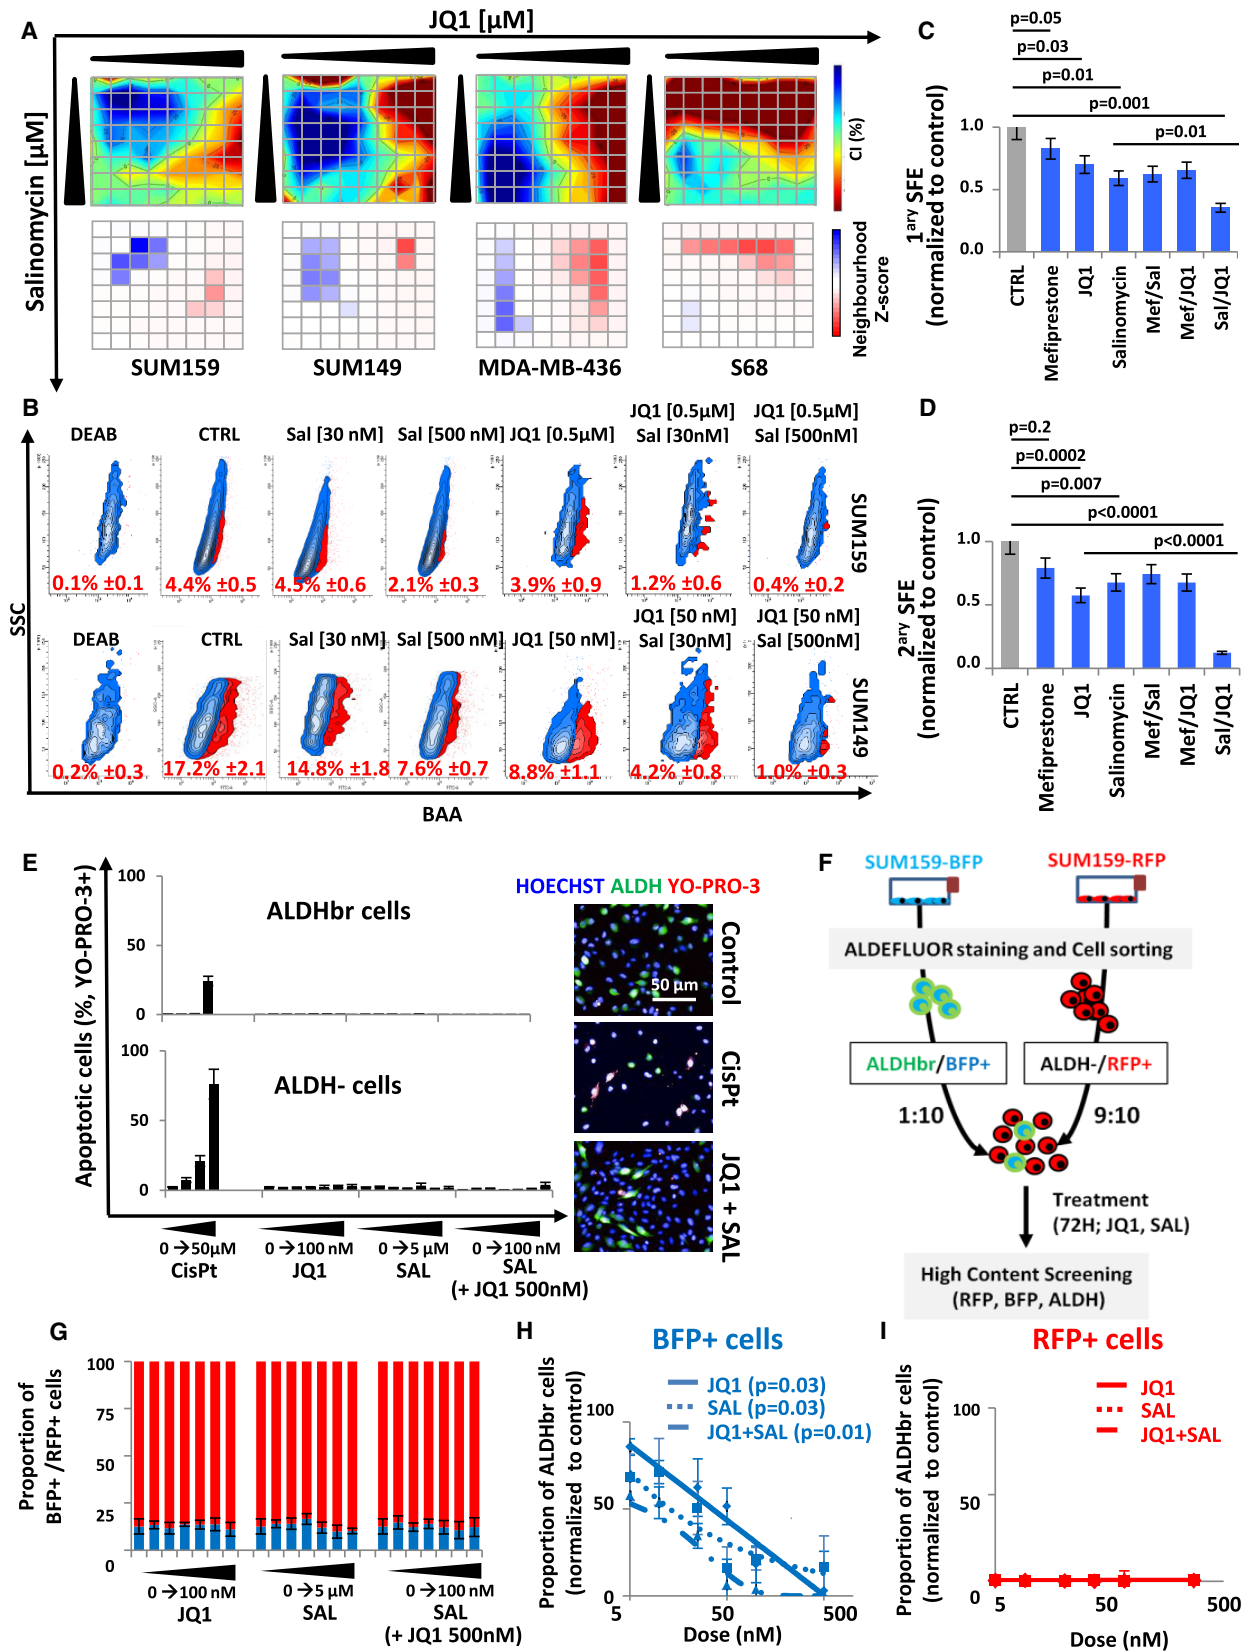 A
JQ1 [µM]
Salinomycin [µM]
CI (%)
Neighbourhood
Z-score
SUM159
SUM149
MDA-MB-436
S68
B
SSC
DEAB
CTRL
Sal [30 nM]
Sal [500 nM]
JQ1 [0.5µM]
JQ1 [0.5µM]
Sal [30nM]
JQ1 [0.5µM]
Sal [500nM]
SUM159
0.1% ±0.1
4.4% ±0.5
4.5% ±0.6
2.1% ±0.3
3.9% ±0.9
1.2% ±0.6
0.4% ±0.2
DEAB
CTRL
Sal [30 nM]
Sal [500 nM]
JQ1 [50 nM]
JQ1 [50 nM]
Sal [30nM]
JQ1 [50 nM]
Sal [500nM]
SUM149
0.2% ±0.3
17.2% ±2.1
14.8% ±1.8
7.6% ±0.7
8.8% ±1.1
4.2% ±0.8
1.0% ±0.3
BAA
C
p=0.05
p=0.03
p=0.01
p=0.001
p=0.01
1ary SFE
(normalized to control)
1.0
0.5
0.0
CTRL
Mefiprestone
JQ1
Salinomycin
Mef/Sal
Mef/JQ1
Sal/JQ1
D
p=0.2
p=0.0002
p=0.007
p<0.0001
p<0.0001
2ary SFE
(normalized to control)
1.0
0.5
0.0
CTRL
Mefiprestone
JQ1
Salinomycin
Mef/Sal
Mef/JQ1
Sal/JQ1
E
Apoptotic cells (%, YO-PRO-3+)
100
50
0
ALDHbr cells
100
50
0
ALDH- cells
0→50µM
CisPt
0→100 nM
JQ1
0→5 µM
SAL
0→100 nM
SAL
(+ JQ1 500nM)
HOECHST ALDH YO-PRO-3
50 µm
Control
CisPt
JQ1 + SAL
F
SUM159-BFP
SUM159-RFP
ALDEFLUOR staining and Cell sorting
ALDHbr/BFP+
ALDH-/RFP+
1:10
9:10
Treatment
(72H; JQ1, SAL)
High Content Screening
(RFP, BFP, ALDH)
G
Proportion of
BFP+ /RFP+ cells
100
75
50
25
0
0→100 nM
JQ1
0→5 µM
SAL
0→100 nM
SAL
(+ JQ1 500nM)
H
BFP+ cells
JQ1 (p=0.03)
SAL (p=0.03)
JQ1+SAL (p=0.01)
Proportion of ALDHbr cells
(normalized to control)
100
50
0
5
50
500
Dose (nM)
I
RFP+ cells
JQ1
SAL
JQ1+SAL
Proportion of ALDHbr cells
(normalized to control)
100
50
0
5
50
500
Dose (nM)